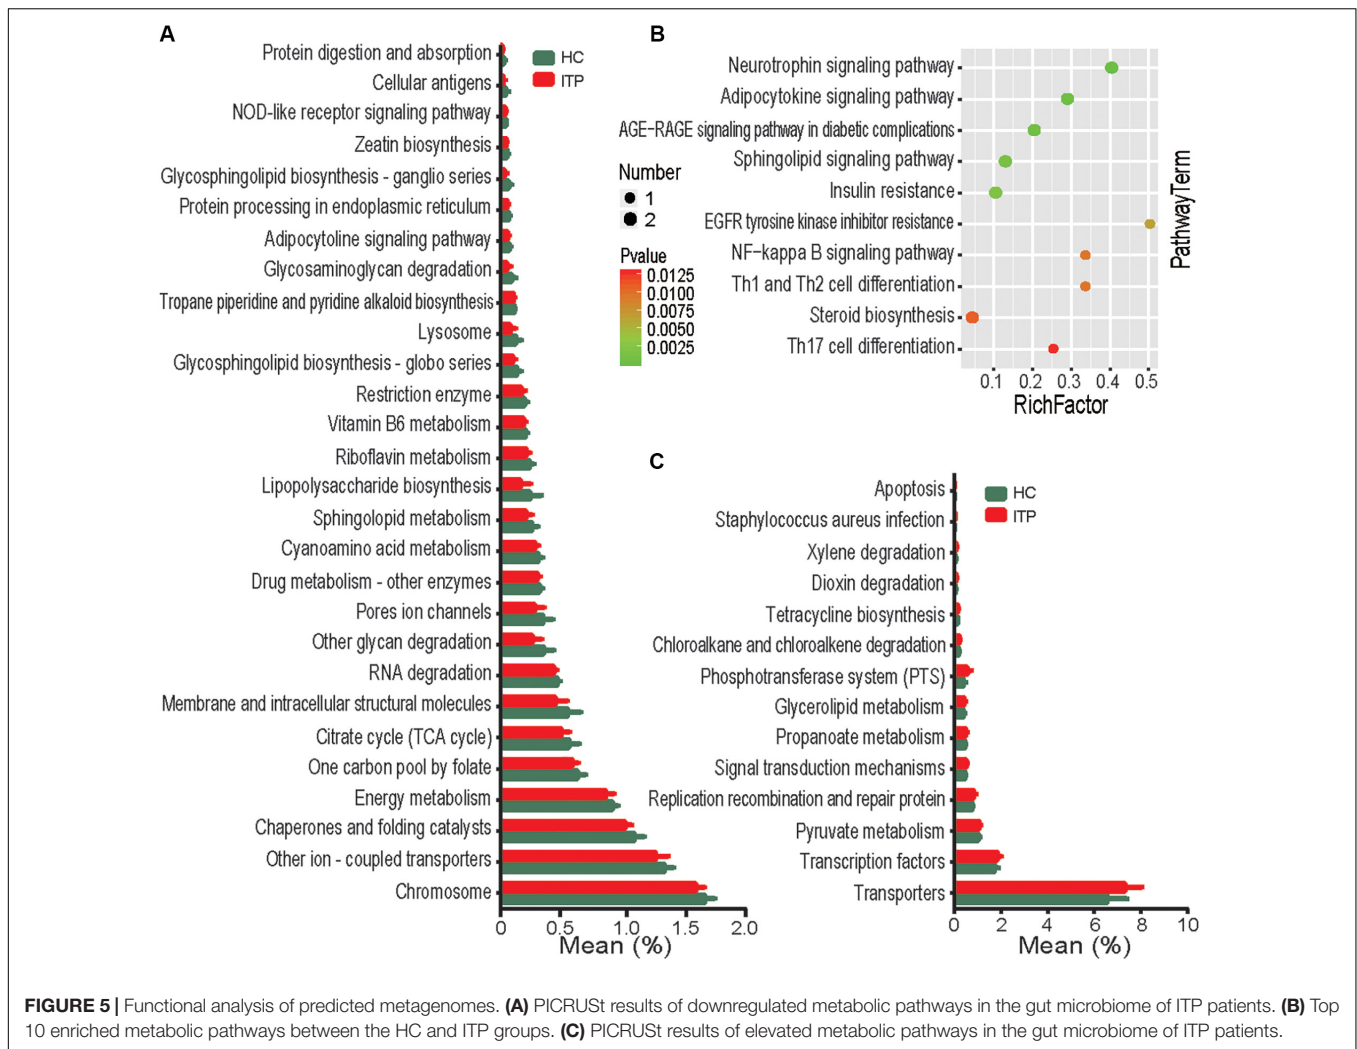 A
Protein digestion and absorption
Cellular antigens
NOD-like receptor signaling pathway
Zeatin biosynthesis
Glycosphingolipid biosynthesis - ganglio series
Protein processing in endoplasmic reticulum
Adipocytoline signaling pathway
Glycosaminoglycan degradation
Tropane piperidine and pyridine alkaloid biosynthesis
Lysosome
Glycosphingolipid biosynthesis - globo series
Restriction enzyme
Vitamin B6 metabolism
Riboflavin metabolism
Lipopolysaccharide biosynthesis
Sphingolopid metabolism
Cyanoamino acid metabolism
Drug metabolism - other enzymes
Pores ion channels
Other glycan degradation
RNA degradation
Membrane and intracellular structural molecules
Citrate cycle (TCA cycle)
One carbon pool by folate
Energy metabolism
Chaperones and folding catalysts
Other ion - coupled transporters
Chromosome
HC
ITP
0 0.5 1.0 1.5 2.0
Mean (%)
B
Neurotrophin signaling pathway
Adipocytokine signaling pathway
AGE-RAGE signaling pathway in diabetic complications
Sphingolipid signaling pathway
Insulin resistance
EGFR tyrosine kinase inhibitor resistance
NF-kappa B signaling pathway
Th1 and Th2 cell differentiation
Steroid biosynthesis
Th17 cell differentiation
Number
1
2
Pvalue
0.0125
0.0100
0.0075
0.0050
0.0025
0.1 0.2 0.3 0.4 0.5
RichFactor
PathwayTerm
C
Apoptosis
Staphylococcus aureus infection
Xylene degradation
Dioxin degradation
Tetracycline biosynthesis
Chloroalkane and chloroalkene degradation
Phosphotransferase system (PTS)
Glycerolipid metabolism
Propanoate metabolism
Signal transduction mechanisms
Replication recombination and repair protein
Pyruvate metabolism
Transcription factors
Transporters
HC
ITP
0 2 4 6 8 10
Mean (%)
FIGURE 5 | Functional analysis of predicted metagenomes. (A) PICRUSt results of downregulated metabolic pathways in the gut microbiome of ITP patients. (B) Top
10 enriched metabolic pathways between the HC and ITP groups. (C) PICRUSt results of elevated metabolic pathways in the gut microbiome of ITP patients.